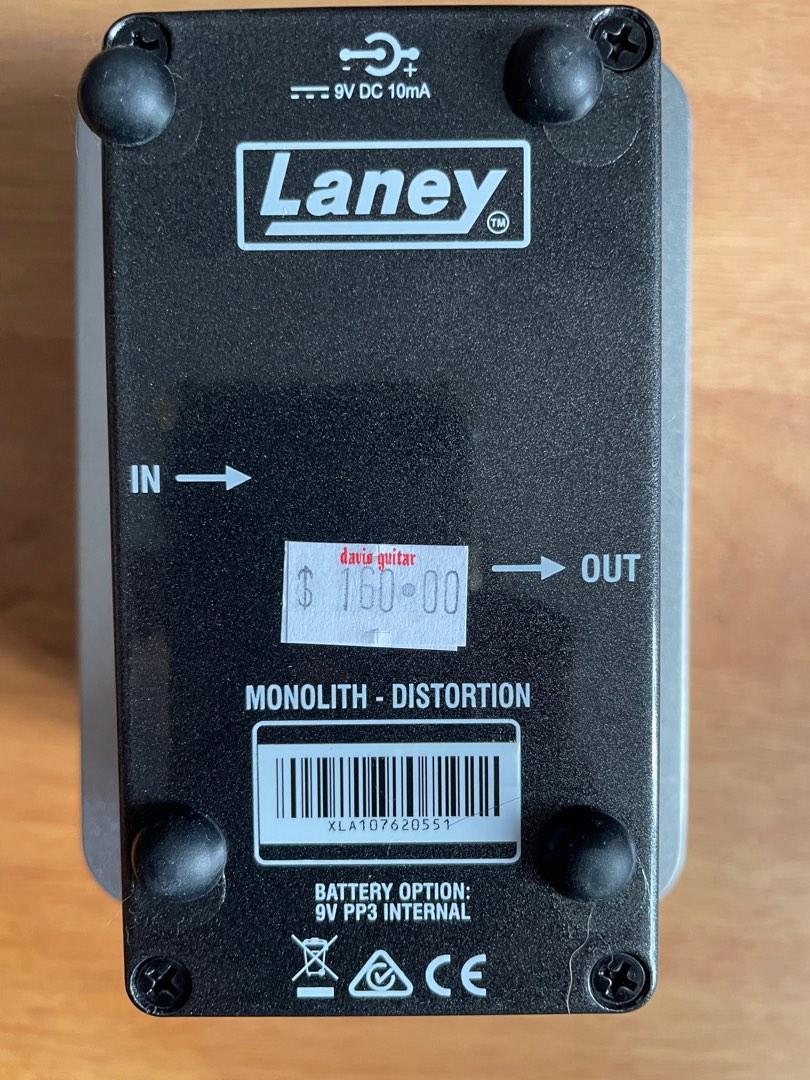 - +
9V DC 10mA
Laney
TM
IN
davis guitar
$ 160.00
OUT
MONOLITH - DISTORTION
XLA107620551
BATTERY OPTION:
9V PP3 INTERNAL
CE